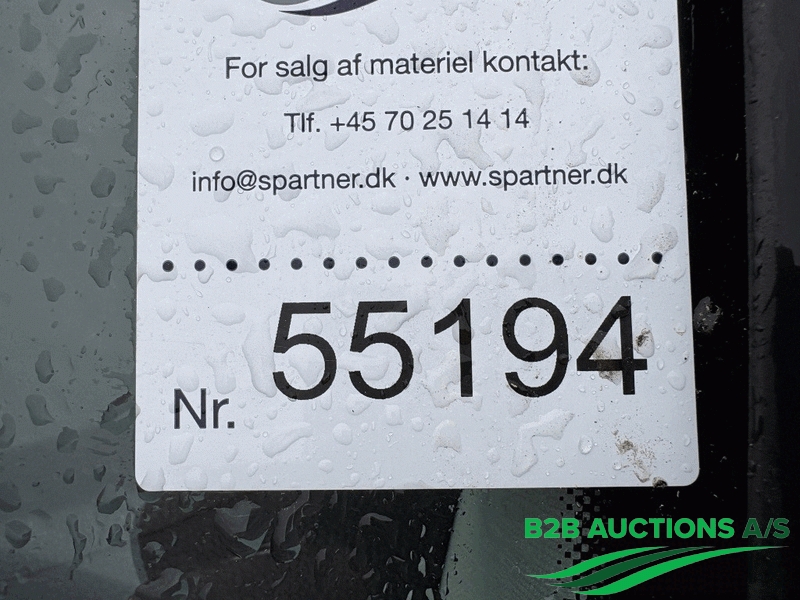 For salg af materiel kontakt:
Tlf. +45 70 25 14 14
info@spartner.dk · www.spartner.dk
Nr. 55194
B2B AUCTIONS A/S